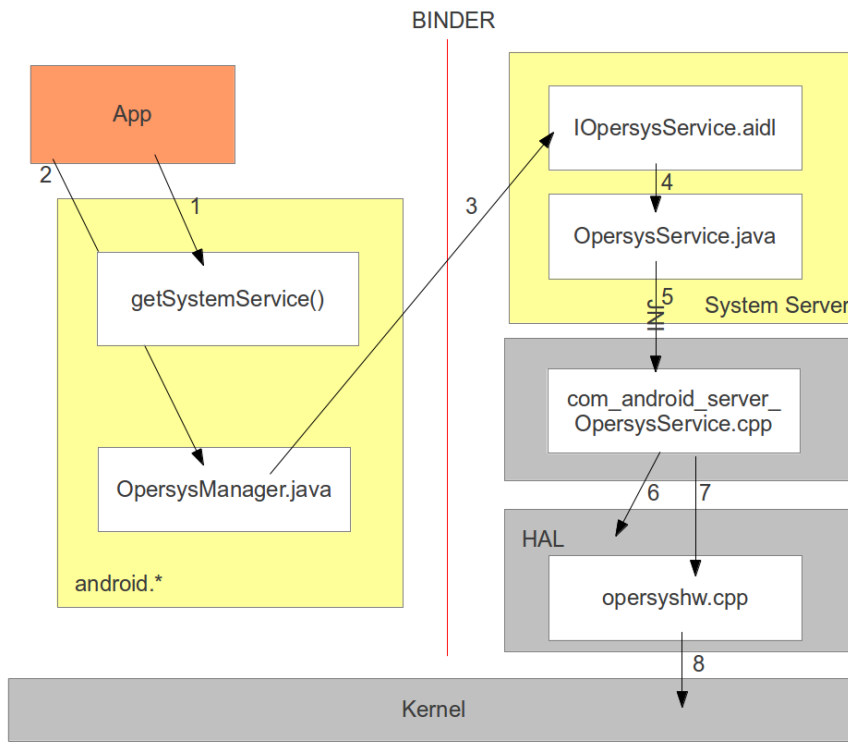 BINDER
App
2
1
getSystemService()
OpersysManager.java
android.*
3
IOpersysService.aidl
4
OpersysService.java
5
JNI
System Server
com_android_server_
OpersysService.cpp
6
7
HAL
opersyshw.cpp
8
Kernel